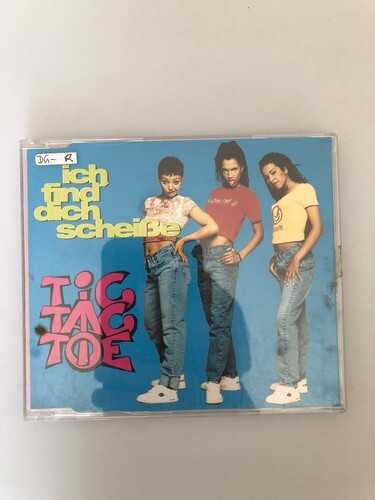 DG- R
ich
find
dich
scheiße
TIC
TAC
TOE